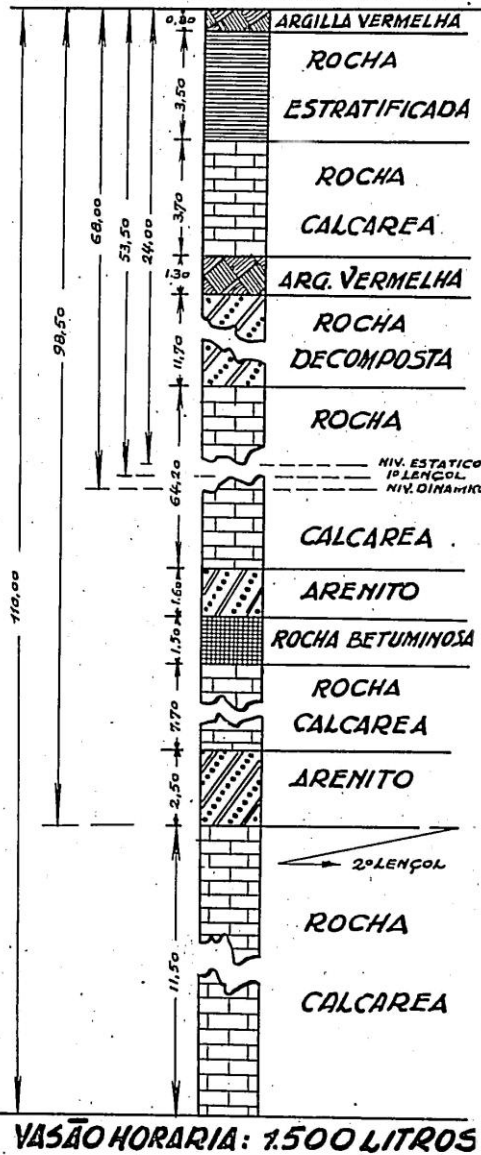 0,80
ARGILLA VERMELHA
3,50
ROCHA
ESTRATIFICADA
3,70
ROCHA
CALCAREA
1.30
ARG. VERMELHA
11,70
ROCHA
DECOMPOSTA
68,00
53,50
24,00
98,50
64,20
ROCHA
NIV. ESTATICO
1º LENÇOL
NIV. DINAMICO
CALCAREA
110,00
1.60
ARENITO
1,50
ROCHA BETUMINOSA
7,70
ROCHA
CALCAREA
2,50
ARENITO
2º LENÇOL
11,50
ROCHA
CALCAREA
VASÃO HORARIA: 1.500 LITROS